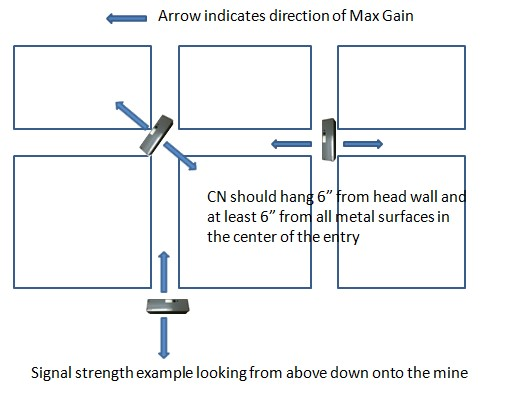 Arrow indicates direction of Max Gain
CN should hang 6” from head wall and
at least 6” from all metal surfaces in
the center of the entry
Signal strength example looking from above down onto the mine